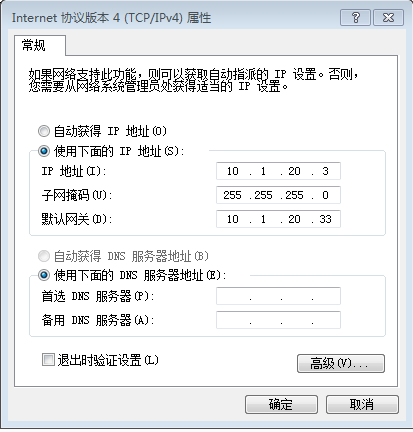 Internet 协议版本 4 (TCP/IPv4) 属性
常规
如果网络支持此功能，则可以获取自动指派的 IP 设置。否则，
您需要从网络系统管理员处获得适当的 IP 设置。
自动获得 IP 地址(O)
使用下面的 IP 地址(S):
IP 地址(I): 10 . 1 . 20 . 3
子网掩码(U): 255 . 255 . 255 . 0
默认网关(D): 10 . 1 . 20 . 33
自动获得 DNS 服务器地址(B)
使用下面的 DNS 服务器地址(E):
首选 DNS 服务器(P): . . .
备用 DNS 服务器(A): . . .
退出时验证设置(L)
高级(V)...
确定 取消